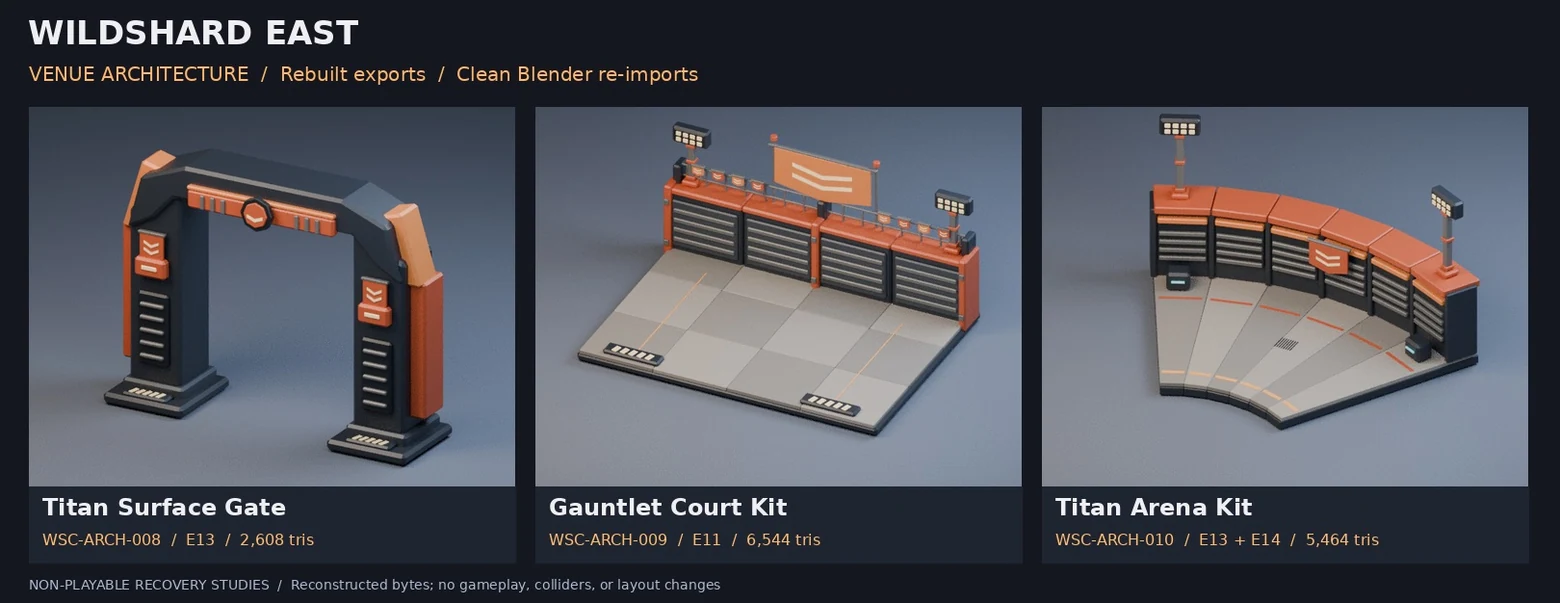 WILDSHARD EAST
VENUE ARCHITECTURE / Rebuilt exports / Clean Blender re-imports
Titan Surface Gate
WSC-ARCH-008 / E13 / 2,608 tris
Gauntlet Court Kit
WSC-ARCH-009 / E11 / 6,544 tris
Titan Arena Kit
WSC-ARCH-010 / E13 + E14 / 5,464 tris
NON-PLAYABLE RECOVERY STUDIES / Reconstructed bytes; no gameplay, colliders, or layout changes